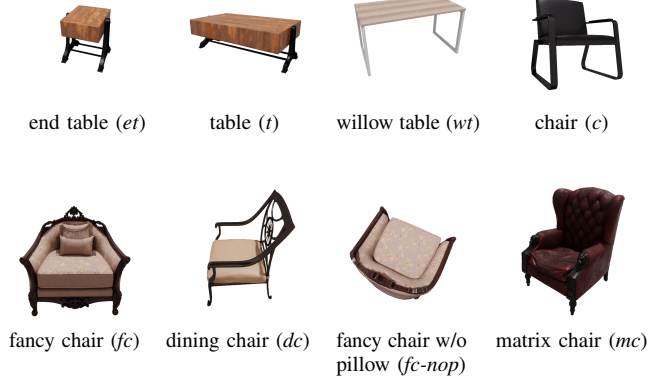 end table (et)
table (t)
willow table (wt)
chair (c)
fancy chair (fc)
dining chair (dc)
fancy chair w/o
pillow (fc-nop)
matrix chair (mc)